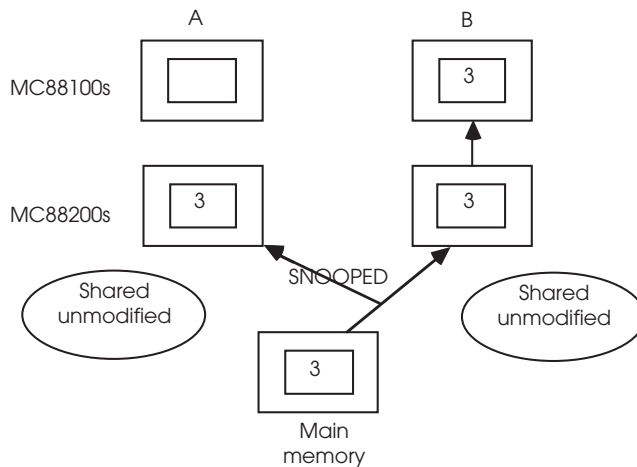 A
B
MC88100s
3
MC88200s
3
3
SNOOPED
Shared
unmodified
Shared
unmodified
3
Main
memory